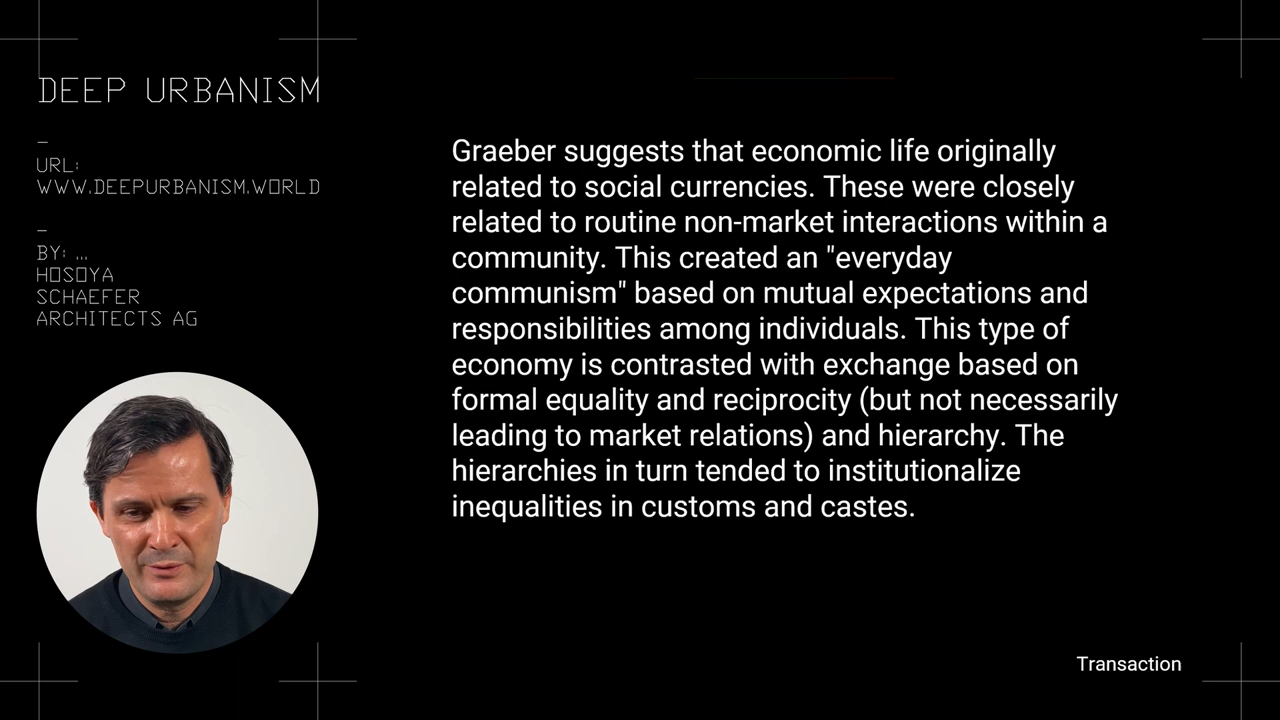 DEEP URBANISM
–
URL:
WWW.DEEPURBANISM.WORLD
–
BY: ...
HOSOYA
SCHAEFER
ARCHITECTS AG
Graeber suggests that economic life originally
related to social currencies. These were closely
related to routine non-market interactions within a
community. This created an "everyday
communism" based on mutual expectations and
responsibilities among individuals. This type of
economy is contrasted with exchange based on
formal equality and reciprocity (but not necessarily
leading to market relations) and hierarchy. The
hierarchies in turn tended to institutionalize
inequalities in customs and castes.
Transaction